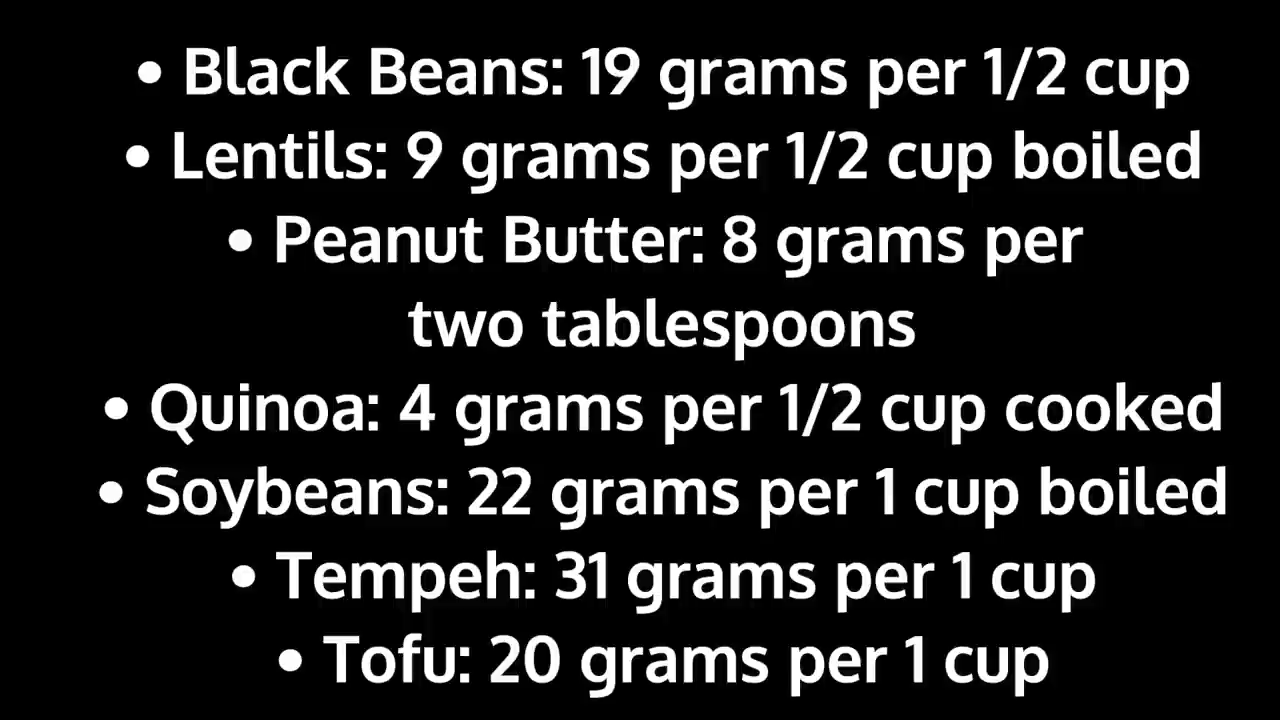 • Black Beans: 19 grams per 1/2 cup
• Lentils: 9 grams per 1/2 cup boiled
• Peanut Butter: 8 grams per
two tablespoons
• Quinoa: 4 grams per 1/2 cup cooked
• Soybeans: 22 grams per 1 cup boiled
• Tempeh: 31 grams per 1 cup
• Tofu: 20 grams per 1 cup